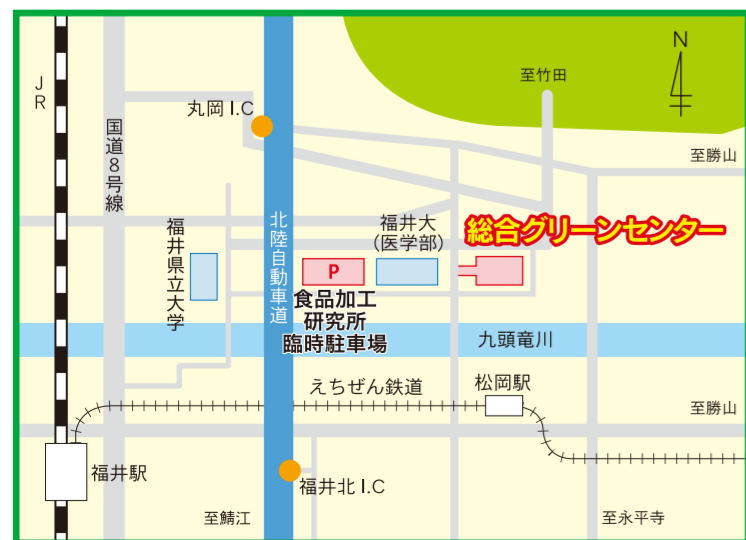 N
至竹田
JR
丸岡I.C
国道8号線
至勝山
北陸自動車道
福井大
(医学部)
総合グリーンセンター
福井県立大学
P
食品加工
研究所
臨時駐車場
九頭竜川
えちぜん鉄道
松岡駅
至勝山
福井駅
福井北I.C
至鯖江
至永平寺